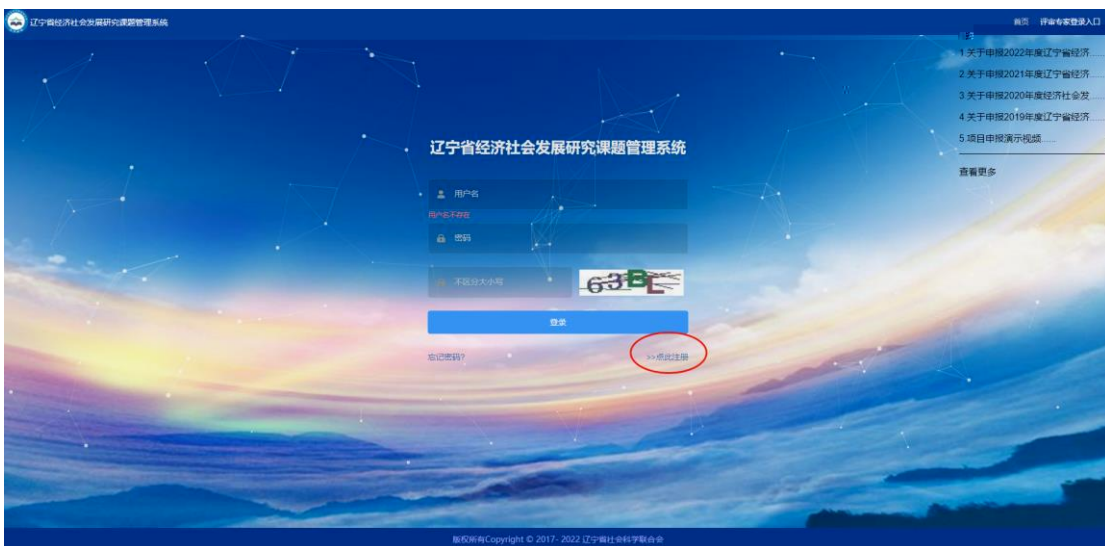 辽宁省经济社会发展研究课题管理系统
首页 评审专家登录入口
1.关于申报2022年度辽宁省经济......
2.关于申报2021年度辽宁省经济......
3.关于申报2020年度经济社会发......
4.关于申报2019年度辽宁省经济......
5.项目申报演示视频......
查看更多
辽宁省经济社会发展研究课题管理系统
用户名
用户名不存在
密码
不区分大小写
63BL
登录
忘记密码?
>>点此注册
版权所有Copyright © 2017- 2022 辽宁省社会科学联合会